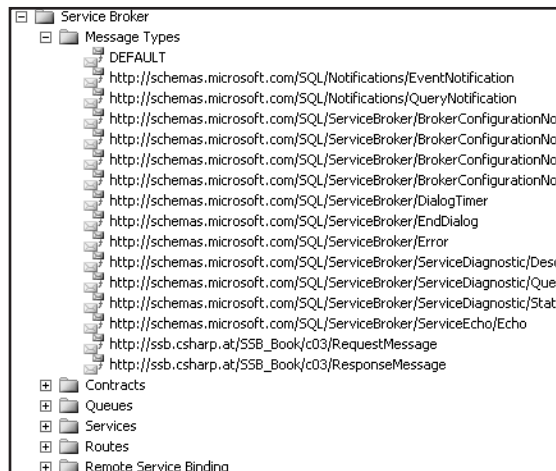 Service Broker
Message Types
DEFAULT
http://schemas.microsoft.com/SQL/Notifications/EventNotification
http://schemas.microsoft.com/SQL/Notifications/QueryNotification
http://schemas.microsoft.com/SQL/ServiceBroker/BrokerConfigurationNo
http://schemas.microsoft.com/SQL/ServiceBroker/BrokerConfigurationNo
http://schemas.microsoft.com/SQL/ServiceBroker/BrokerConfigurationNo
http://schemas.microsoft.com/SQL/ServiceBroker/BrokerConfigurationNo
http://schemas.microsoft.com/SQL/ServiceBroker/DialogTimer
http://schemas.microsoft.com/SQL/ServiceBroker/EndDialog
http://schemas.microsoft.com/SQL/ServiceBroker/Error
http://schemas.microsoft.com/SQL/ServiceBroker/ServiceDiagnostic/Desc
http://schemas.microsoft.com/SQL/ServiceBroker/ServiceDiagnostic/Que
http://schemas.microsoft.com/SQL/ServiceBroker/ServiceDiagnostic/Stat
http://schemas.microsoft.com/SQL/ServiceBroker/ServiceEcho/Echo
http://ssb.csharp.at/SSB_Book/c03/RequestMessage
http://ssb.csharp.at/SSB_Book/c03/ResponseMessage
Contracts
Queues
Services
Routes
Remote Service Binding